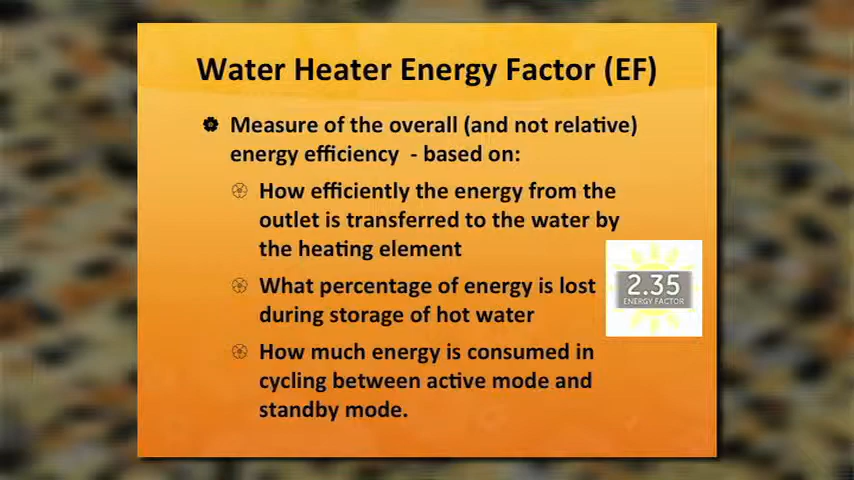 Water Heater Energy Factor (EF)
Measure of the overall (and not relative)
energy efficiency - based on:
How efficiently the energy from the
outlet is transferred to the water by
the heating element
What percentage of energy is lost
during storage of hot water
How much energy is consumed in
cycling between active mode and
standby mode.
2.35
ENERGY FACTOR